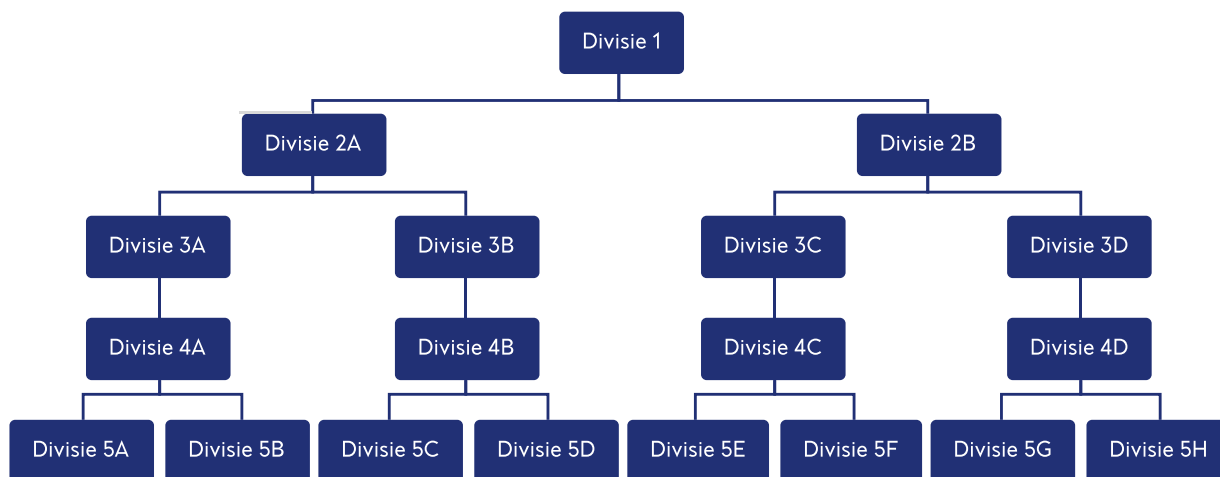 Divisie 1
Divisie 2A
Divisie 2B
Divisie 3A
Divisie 3B
Divisie 3C
Divisie 3D
Divisie 4A
Divisie 4B
Divisie 4C
Divisie 4D
Divisie 5A
Divisie 5B
Divisie 5C
Divisie 5D
Divisie 5E
Divisie 5F
Divisie 5G
Divisie 5H